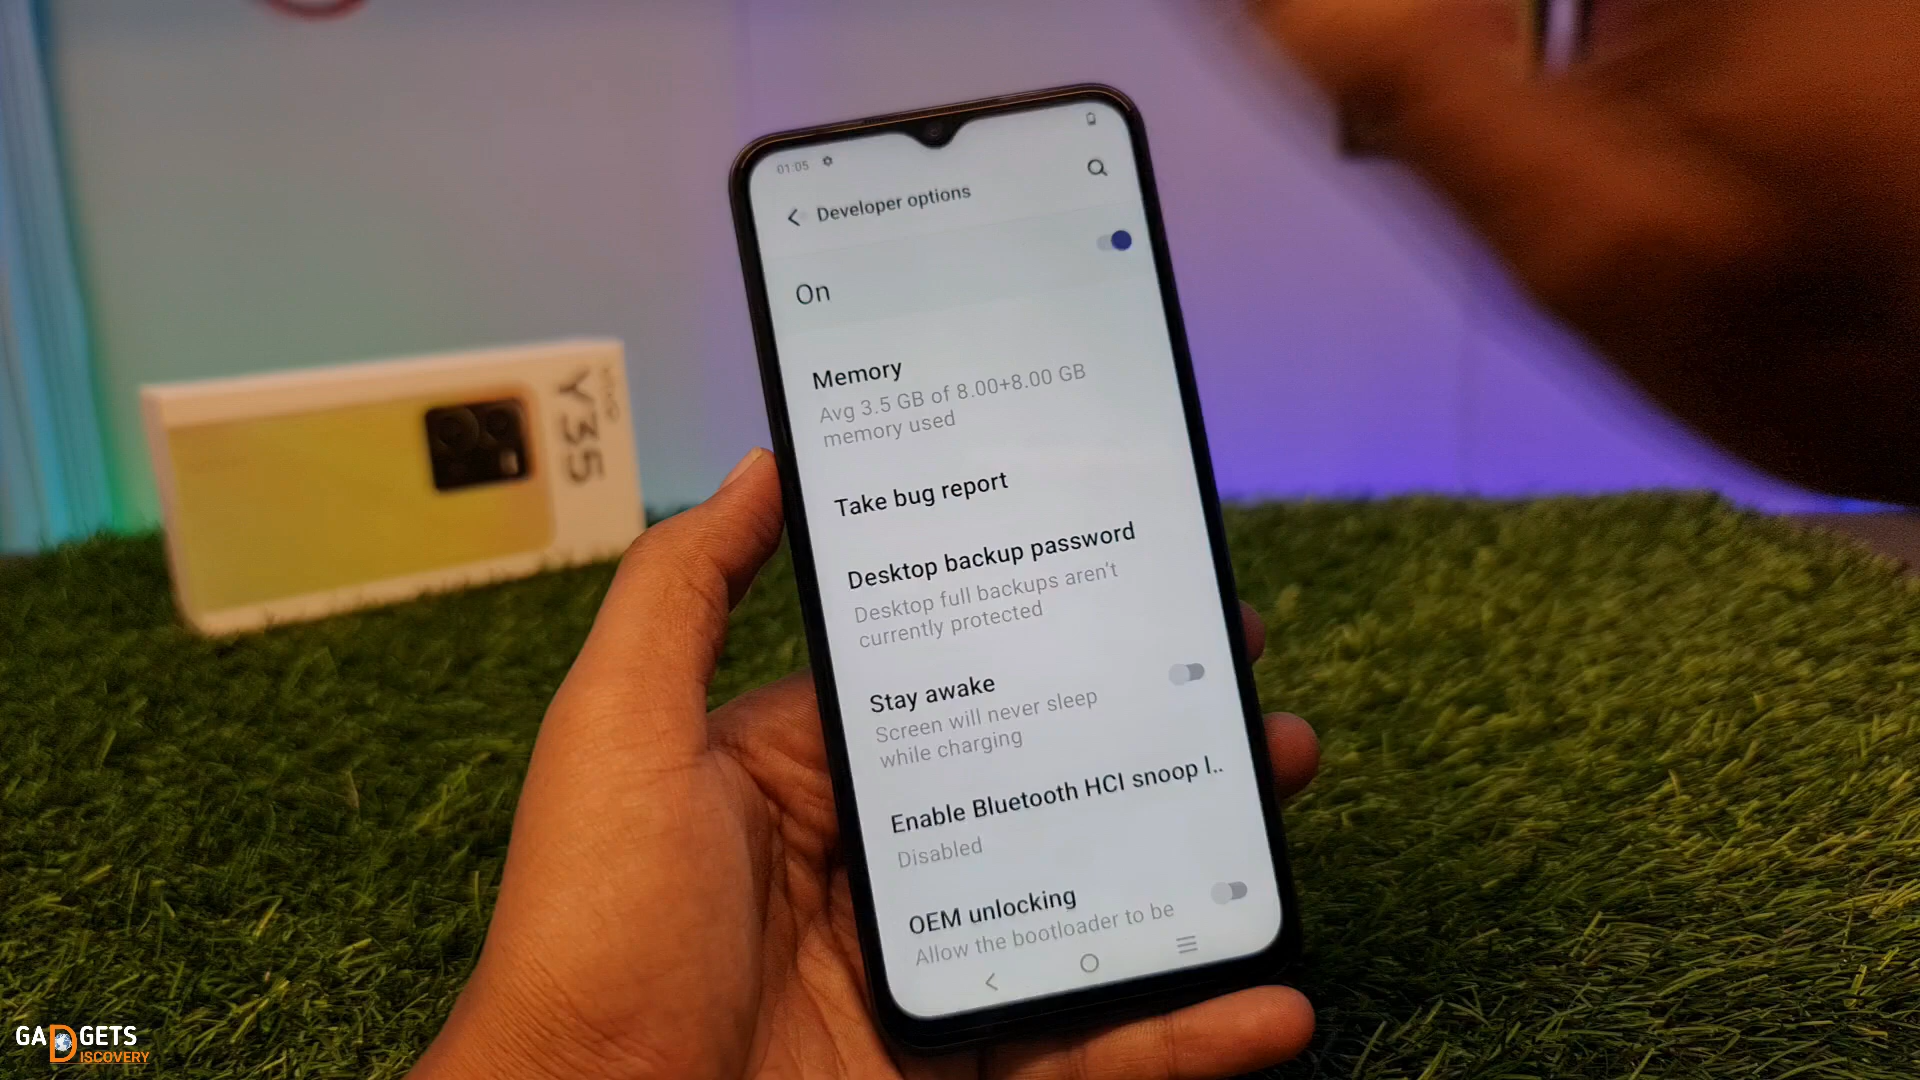 01:05
Developer options
On
Memory
Avg 3.5 GB of 8.00+8.00 GB
memory used
Take bug report
Desktop backup password
Desktop full backups aren't
currently protected
Stay awake
Screen will never sleep
while charging
Enable Bluetooth HCI snoop l..
Disabled
OEM unlocking
Allow the bootloader to be
vivo
Y35
GADGETS
DISCOVERY